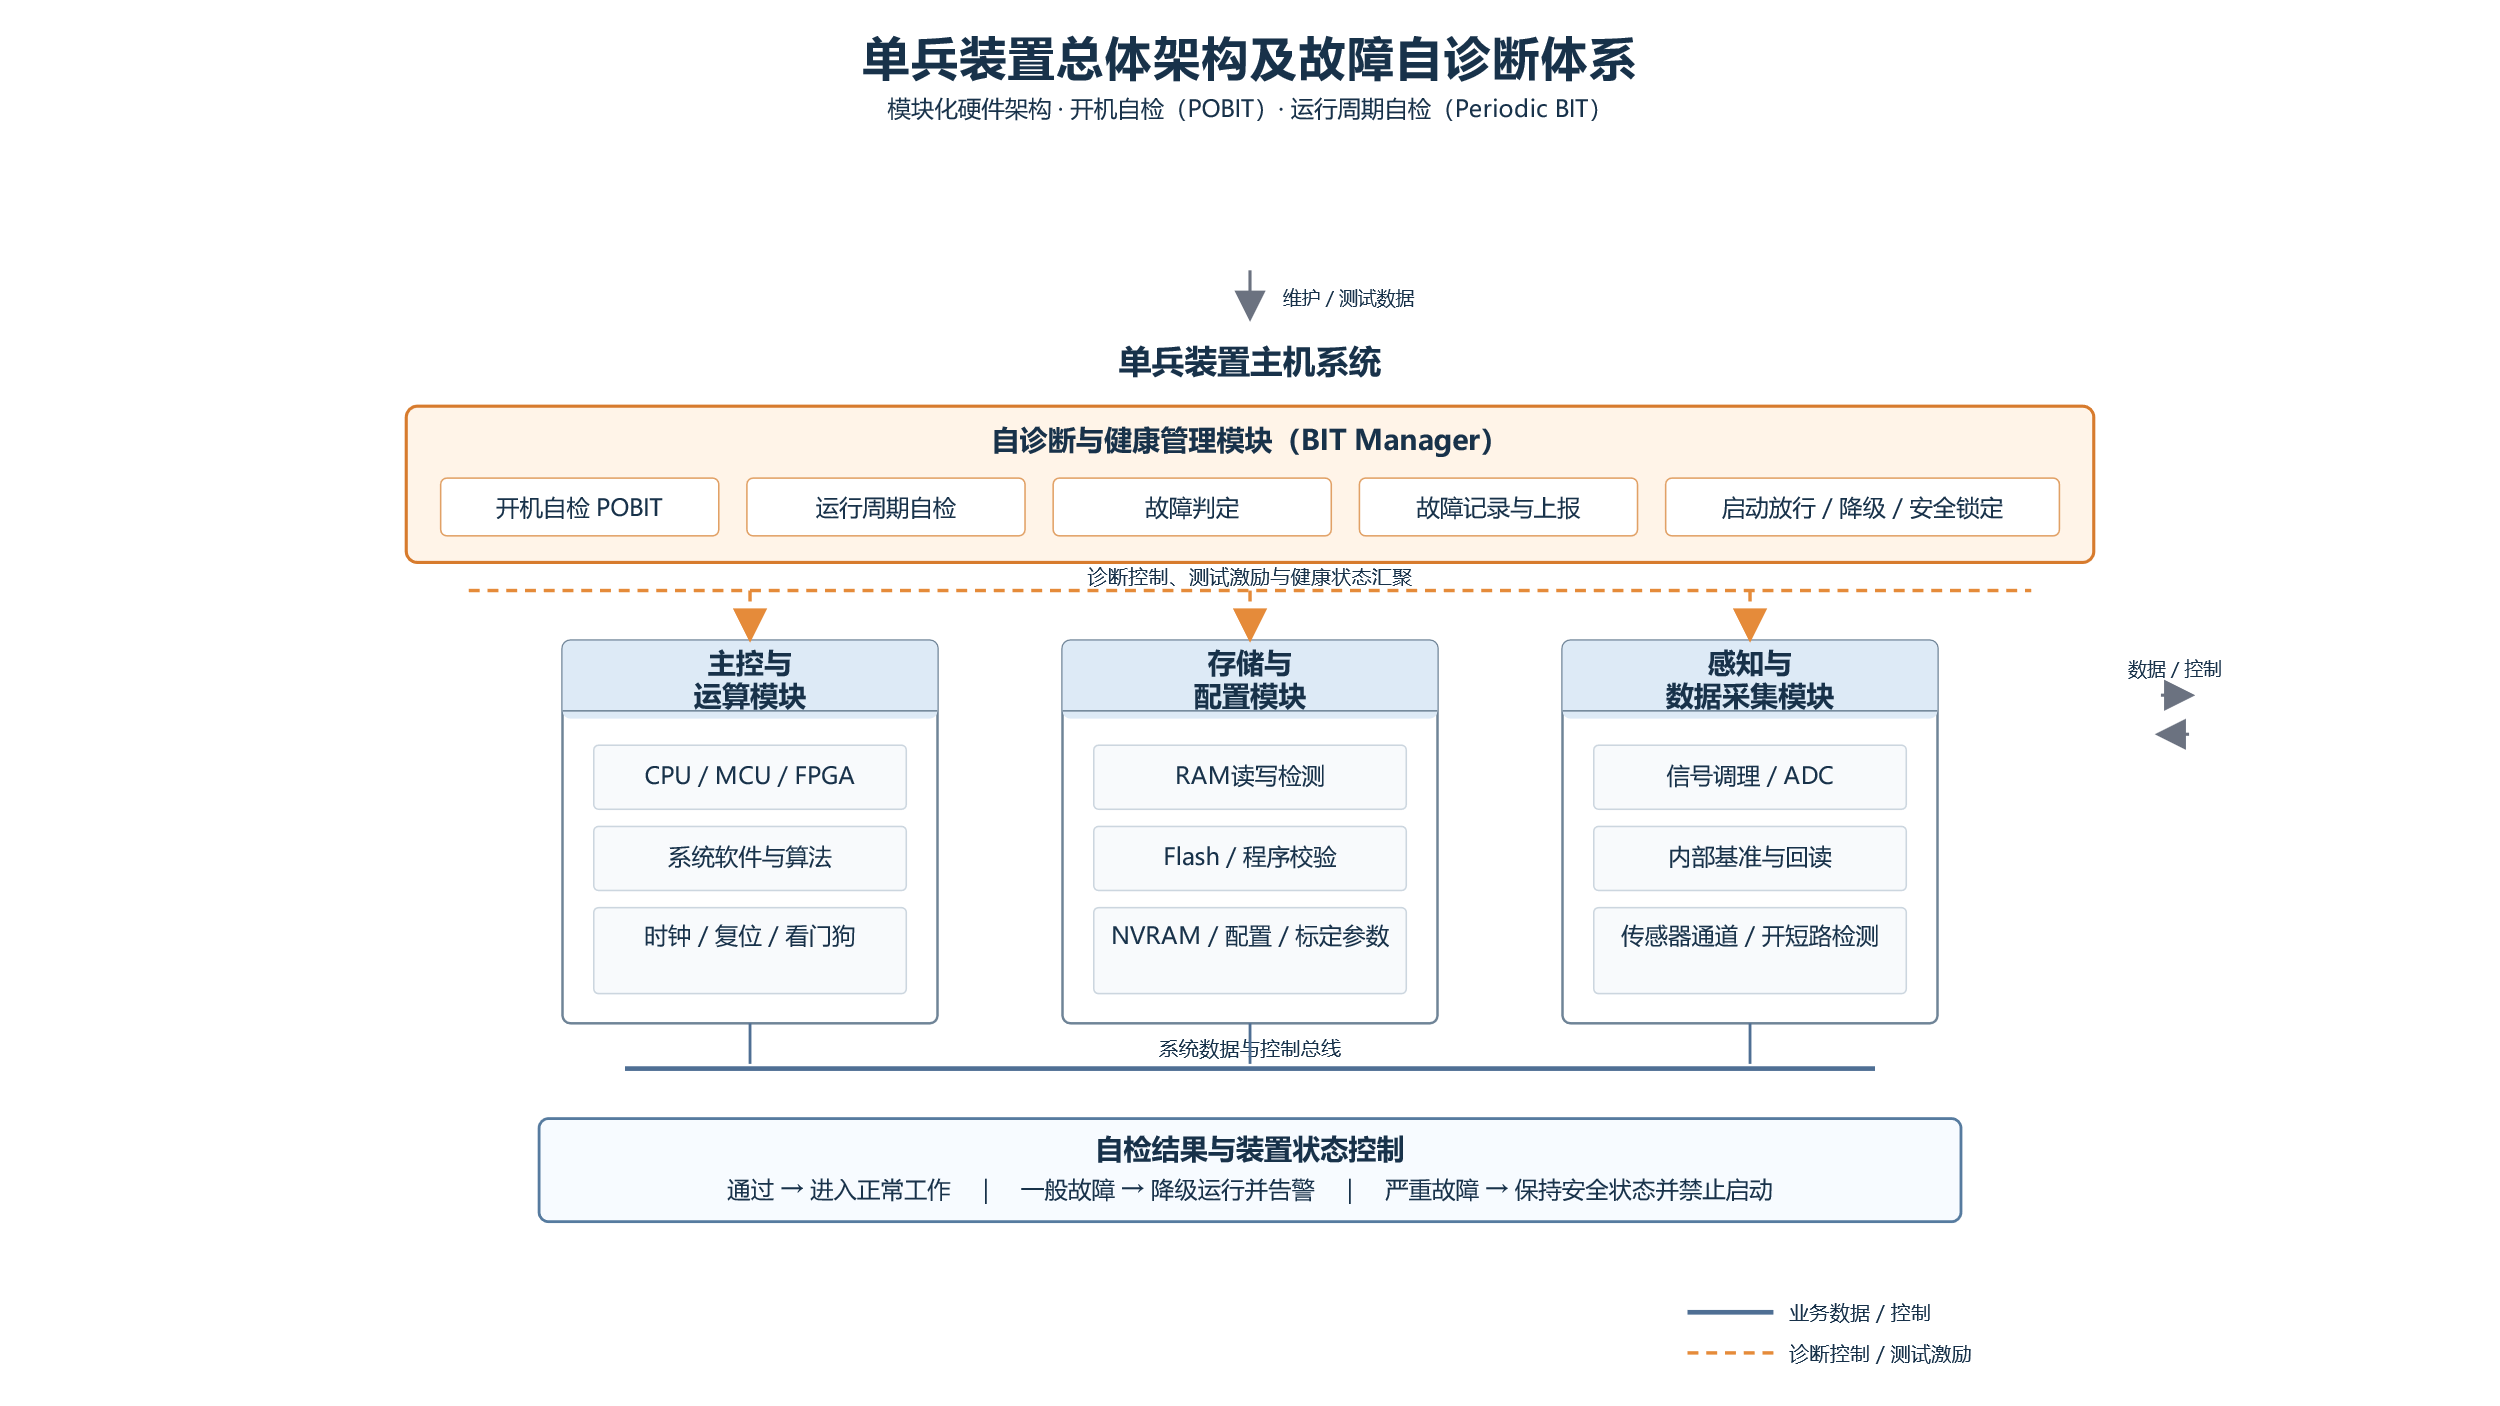 单兵装置总体架构及故障自诊断体系
模块化硬件架构 · 开机自检（POBIT）· 运行周期自检（Periodic BIT）
维护 / 测试数据
单兵装置主机系统
自诊断与健康管理模块（BIT Manager）
开机自检 POBIT
运行周期自检
故障判定
故障记录与上报
启动放行 / 降级 / 安全锁定
诊断控制、测试激励与健康状态汇聚
主控与
运算模块
CPU / MCU / FPGA
系统软件与算法
时钟 / 复位 / 看门狗
存储与
配置模块
RAM读写检测
Flash / 程序校验
NVRAM / 配置 / 标定参数
感知与
数据采集模块
信号调理 / ADC
内部基准与回读
传感器通道 / 开短路检测
数据 / 控制
系统数据与控制总线
自检结果与装置状态控制
通过 → 进入正常工作 | 一般故障 → 降级运行并告警 | 严重故障 → 保持安全状态并禁止启动
业务数据 / 控制
诊断控制 / 测试激励